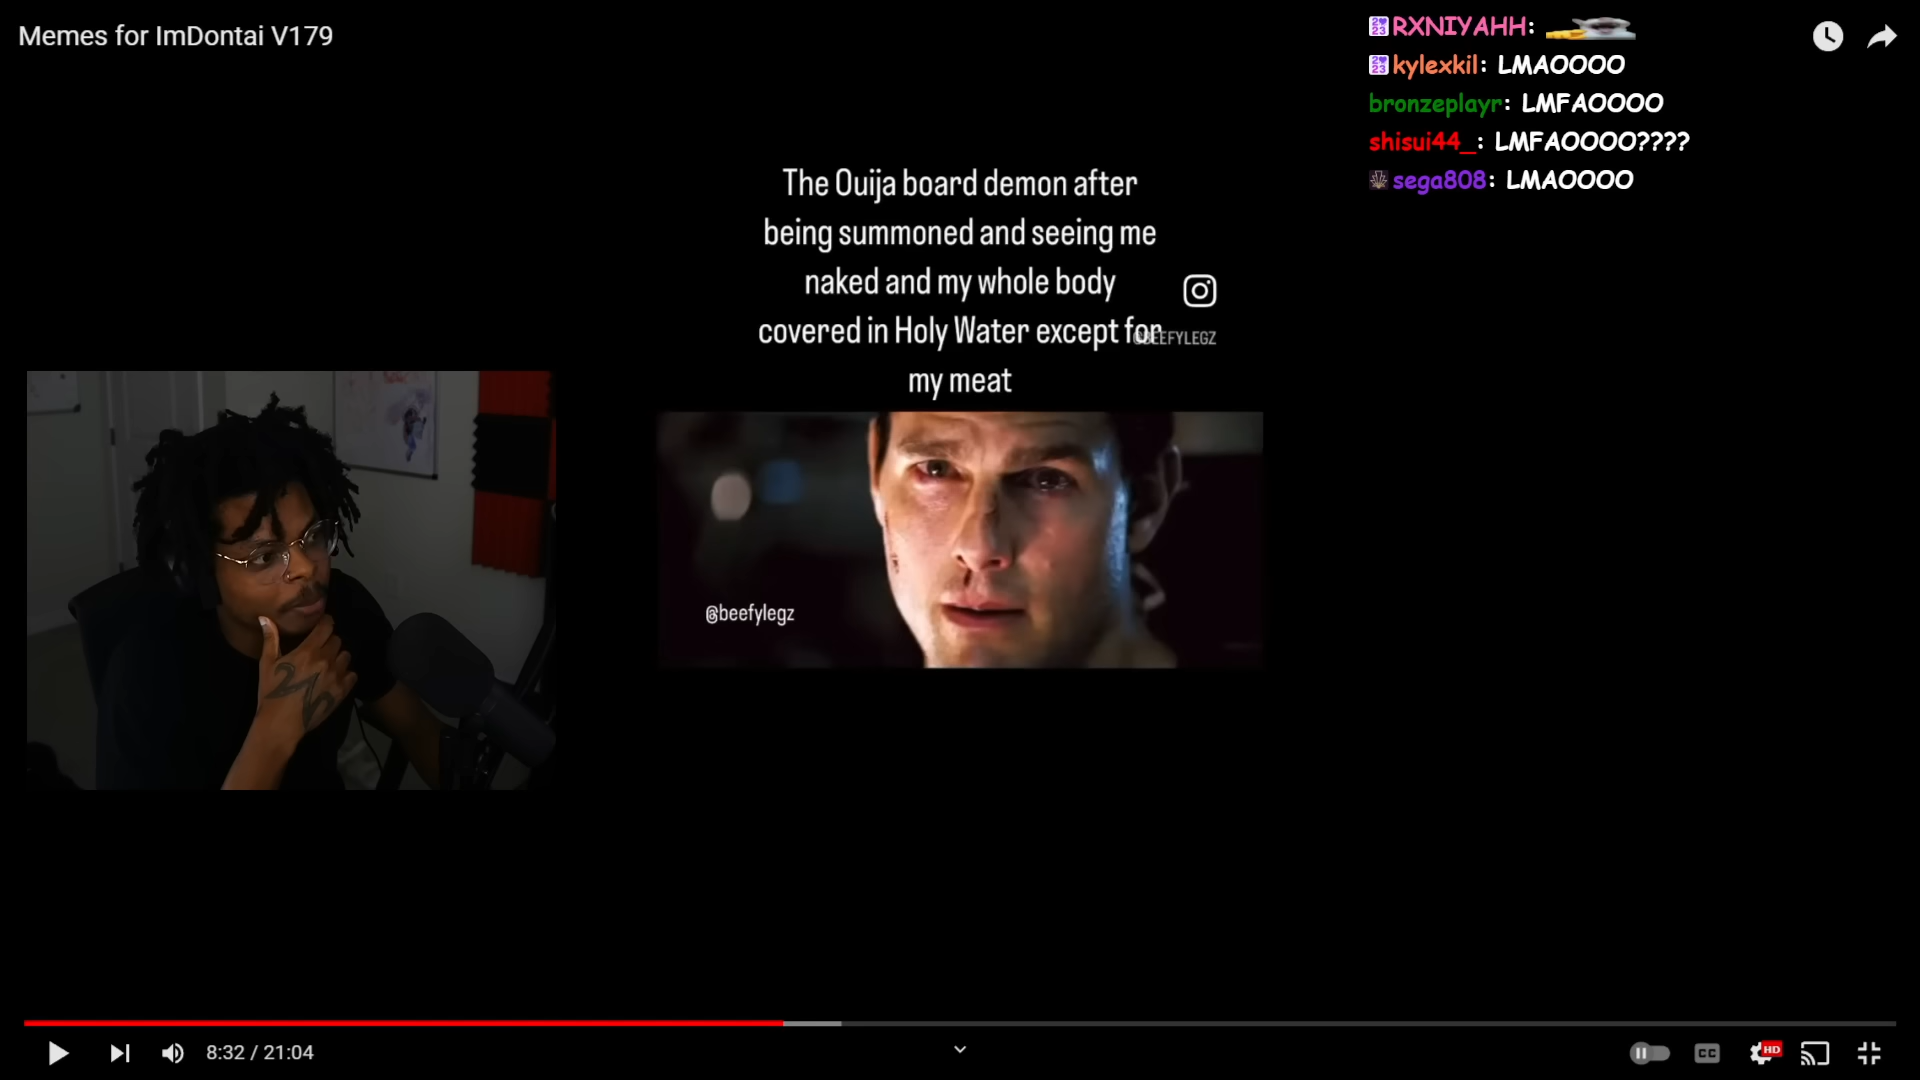 Memes for ImDontai V179
RXNIYAHH:
kylexkil: LMAOOOO
bronzeplayr: LMFAOOOO
shisui44_: LMFAOOOO????
sega808: LMAOOOO
The Ouija board demon after
being summoned and seeing me
naked and my whole body
covered in Holy Water except for
my meat
@BEEFYLEGZ
@beefylegz
8:32 / 21:04
CC
HD